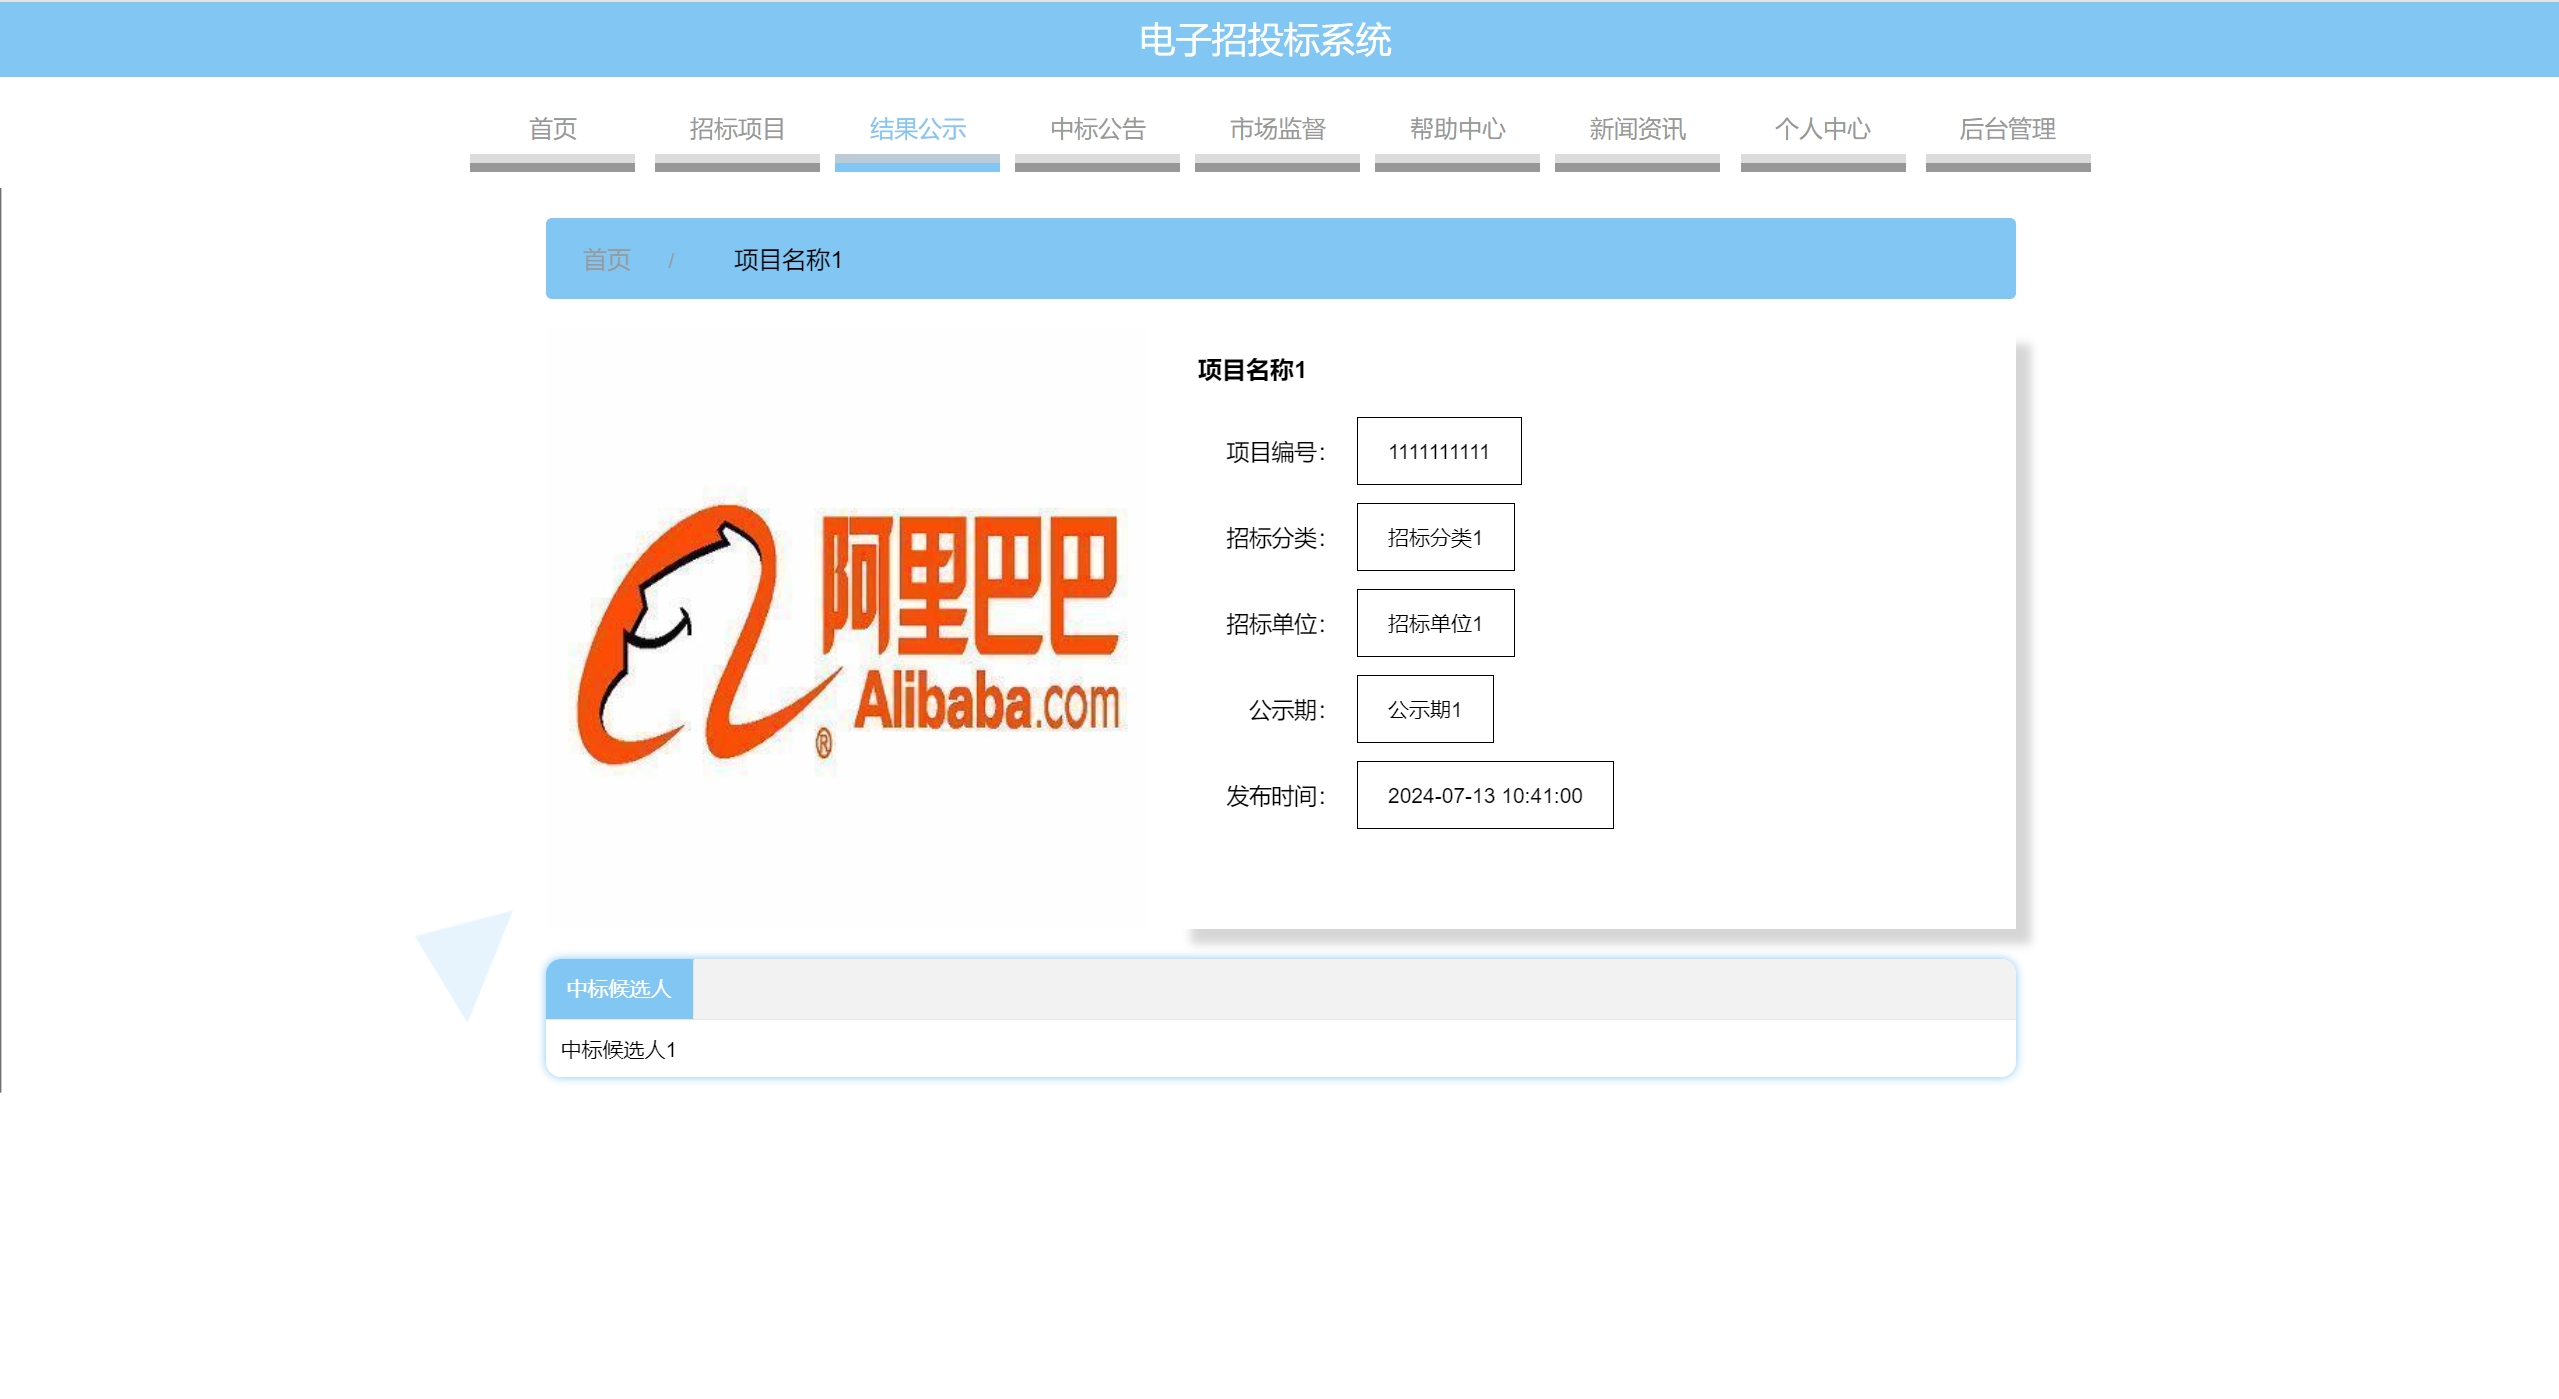 电子招投标系统
首页 招标项目 结果公示 中标公告 市场监督 帮助中心 新闻资讯 个人中心 后台管理
首页 / 项目名称1
阿里巴巴
Alibaba.com
®
项目名称1
项目编号： 1111111111
招标分类： 招标分类1
招标单位： 招标单位1
公示期： 公示期1
发布时间： 2024-07-13 10:41:00
中标候选人
中标候选人1